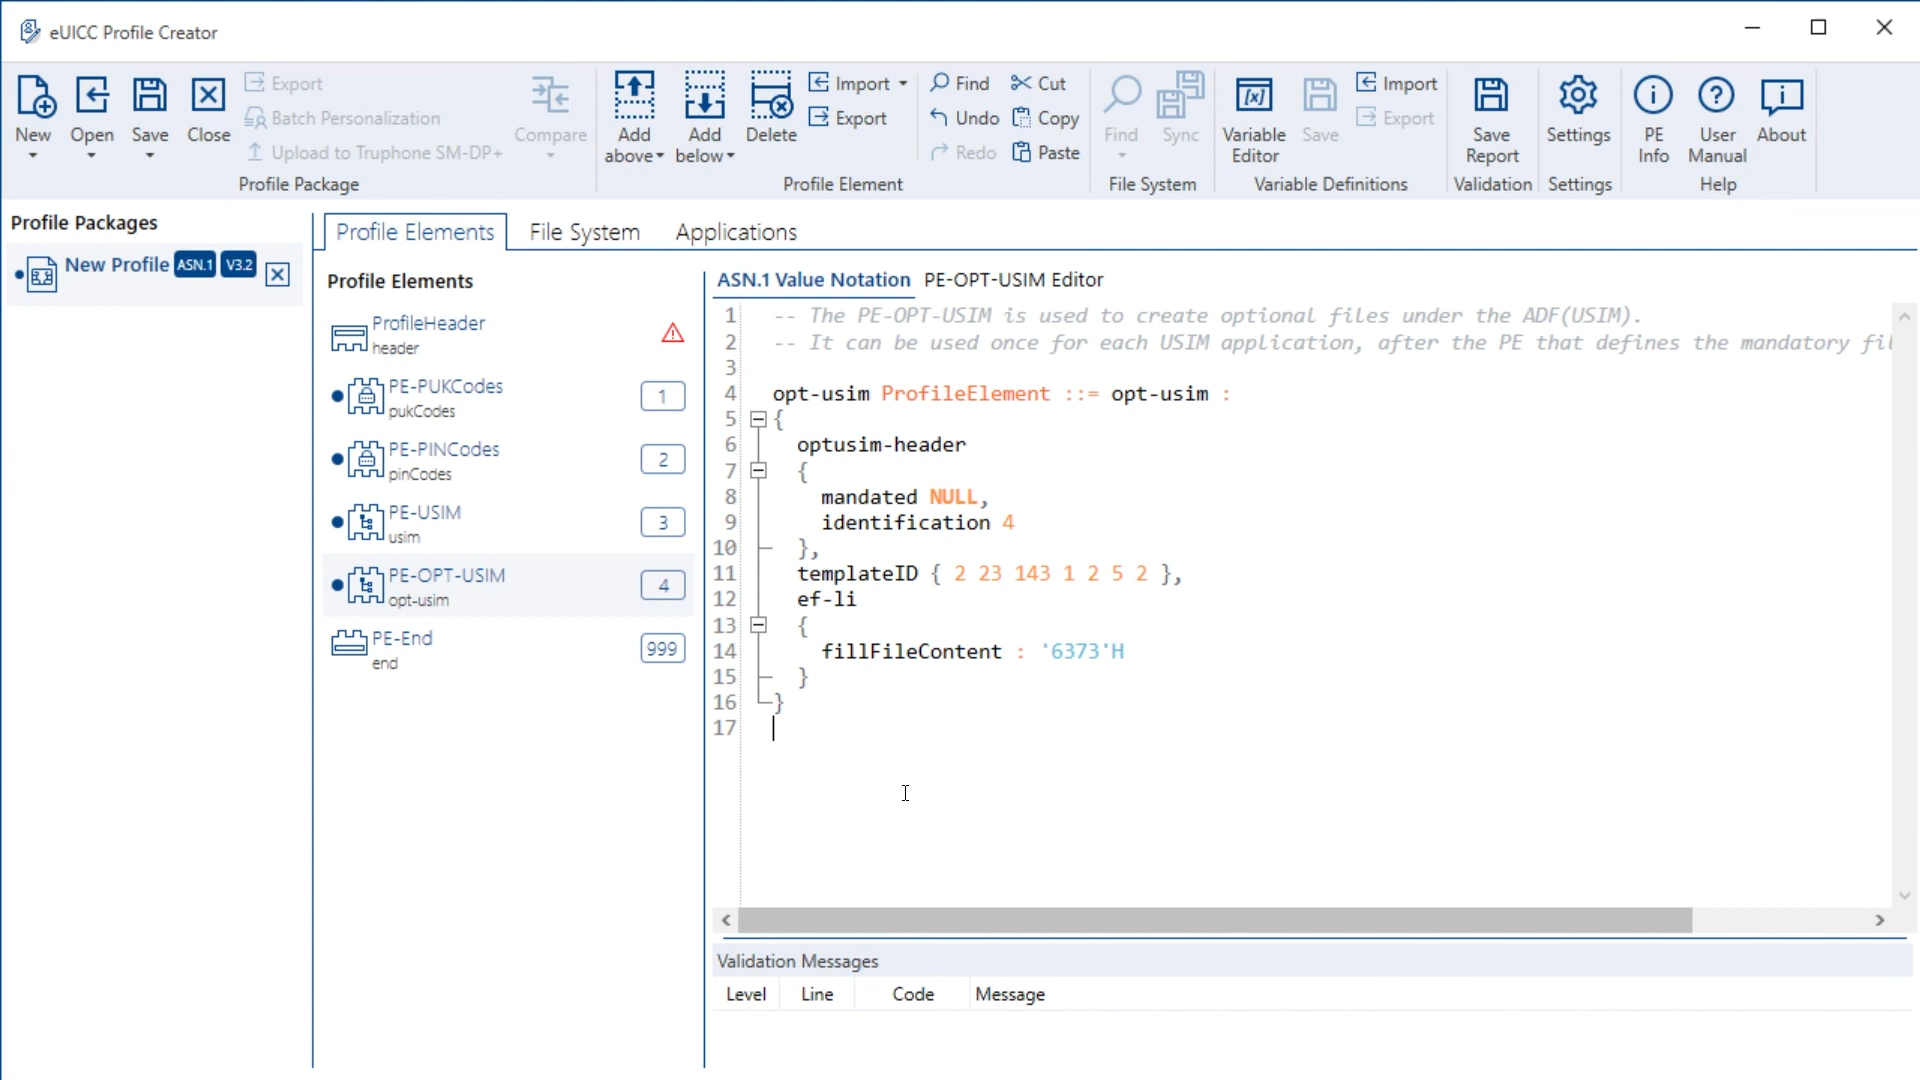 eUICC Profile Creator
New
Open
Save
Close
Export
Batch Personalization
Upload to Truphone SM-DP+
Compare
Profile Package
Add above
Add below
Delete
Import
Export
Find
Undo
Redo
Cut
Copy
Paste
Profile Element
Find
Sync
File System
Variable Editor
Save
Import
Export
Variable Definitions
Save Report
Validation
Settings
Settings
PE Info
User Manual
About
Help
Profile Packages
New Profile ASN.1 V3.2
Profile Elements File System Applications
Profile Elements
ProfileHeader
header
PE-PUKCodes
pukCodes
1
PE-PINCodes
pinCodes
2
PE-USIM
usim
3
PE-OPT-USIM
opt-usim
4
PE-End
end
999
ASN.1 Value Notation PE-OPT-USIM Editor
1 -- The PE-OPT-USIM is used to create optional files under the ADF(USIM).
2 -- It can be used once for each USIM application, after the PE that defines the mandatory fil
3
4 opt-usim ProfileElement ::= opt-usim :
5 {
6 optusim-header
7 {
8 mandated NULL,
9 identification 4
10 },
11 templateID { 2 23 143 1 2 5 2 },
12 ef-li
13 {
14 fillFileContent : '6373'H
15 }
16 }
17
Validation Messages
Level Line Code Message